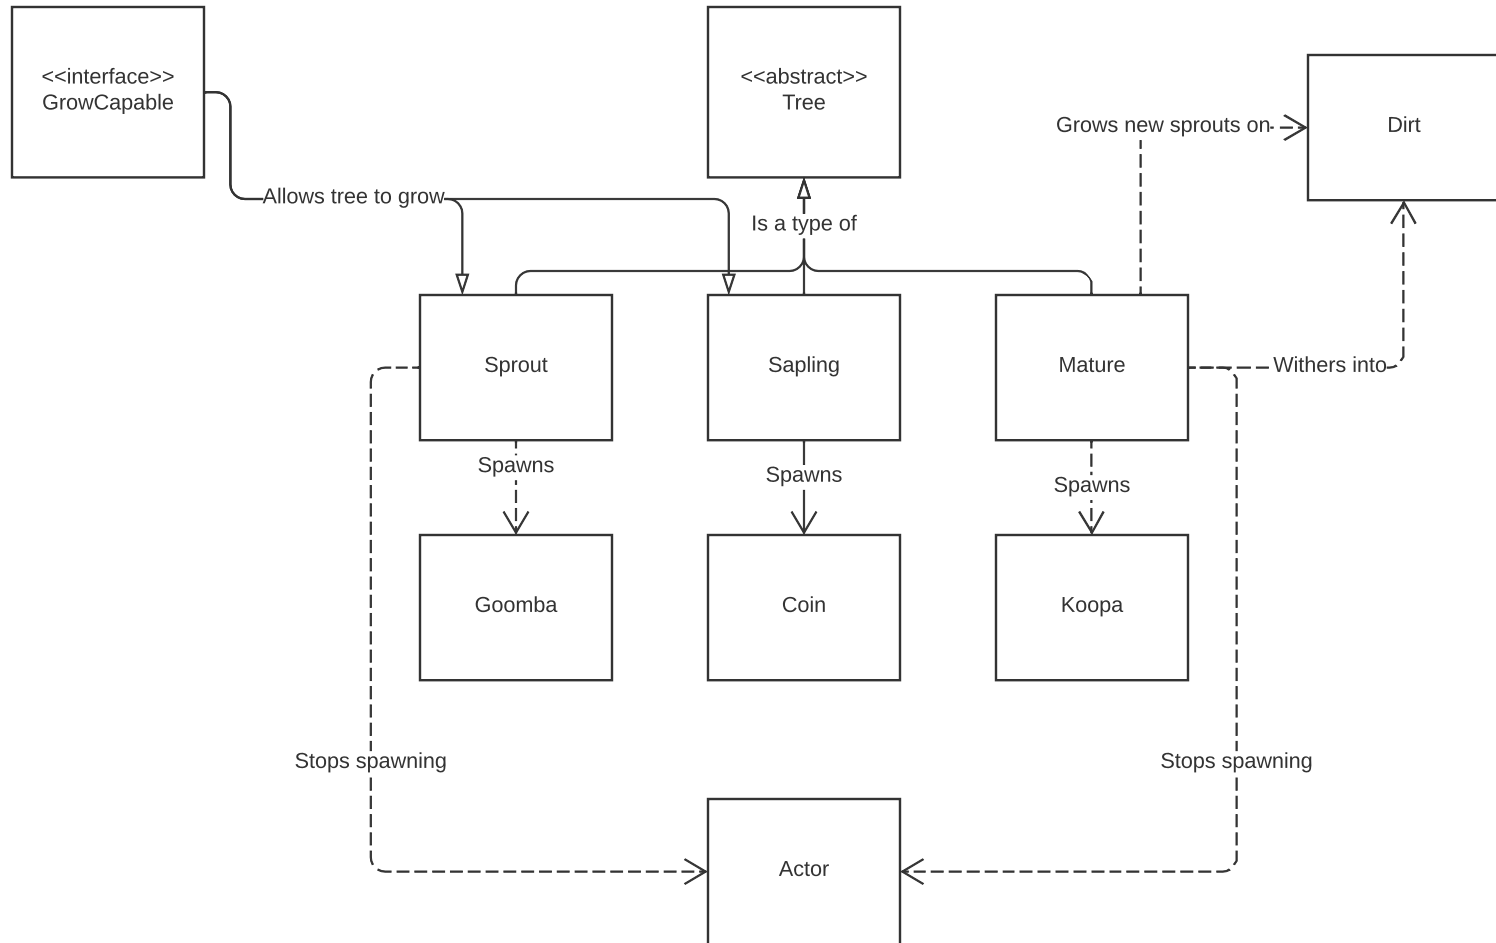 <<interface>>
GrowCapable
<<abstract>>
Tree
Grows new sprouts on
Dirt
Allows tree to grow
Is a type of
Sprout
Sapling
Mature
Withers into
Spawns
Spawns
Spawns
Goomba
Coin
Koopa
Stops spawning
Stops spawning
Actor